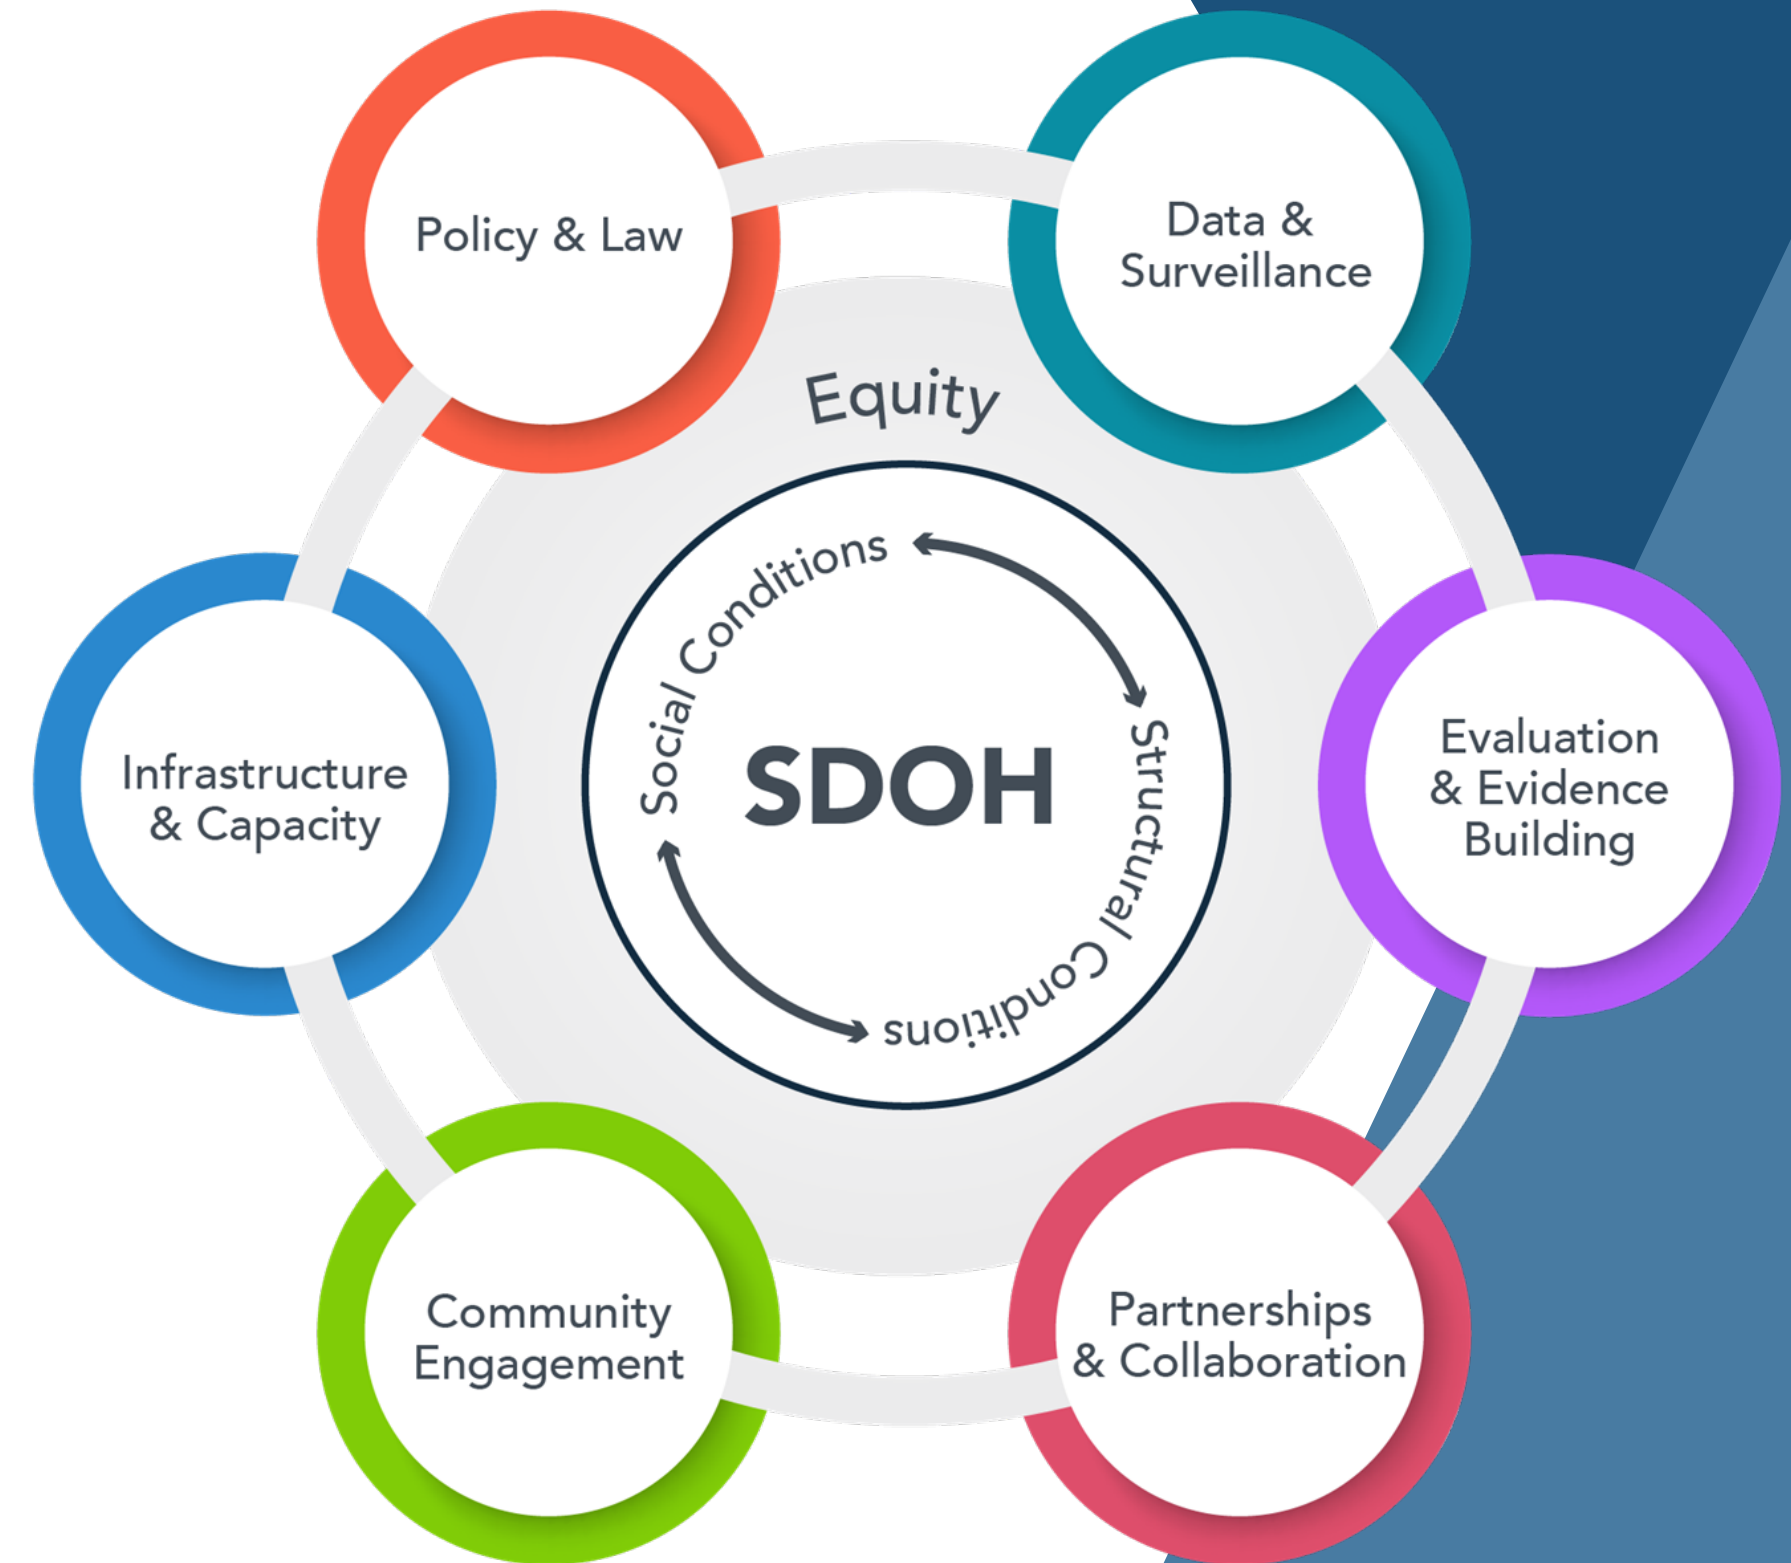 Policy & Law
Data &
Surveillance
Equity
Social Conditions
Structural Conditions
SDOH
Infrastructure
& Capacity
Evaluation
& Evidence
Building
Community
Engagement
Partnerships
& Collaboration